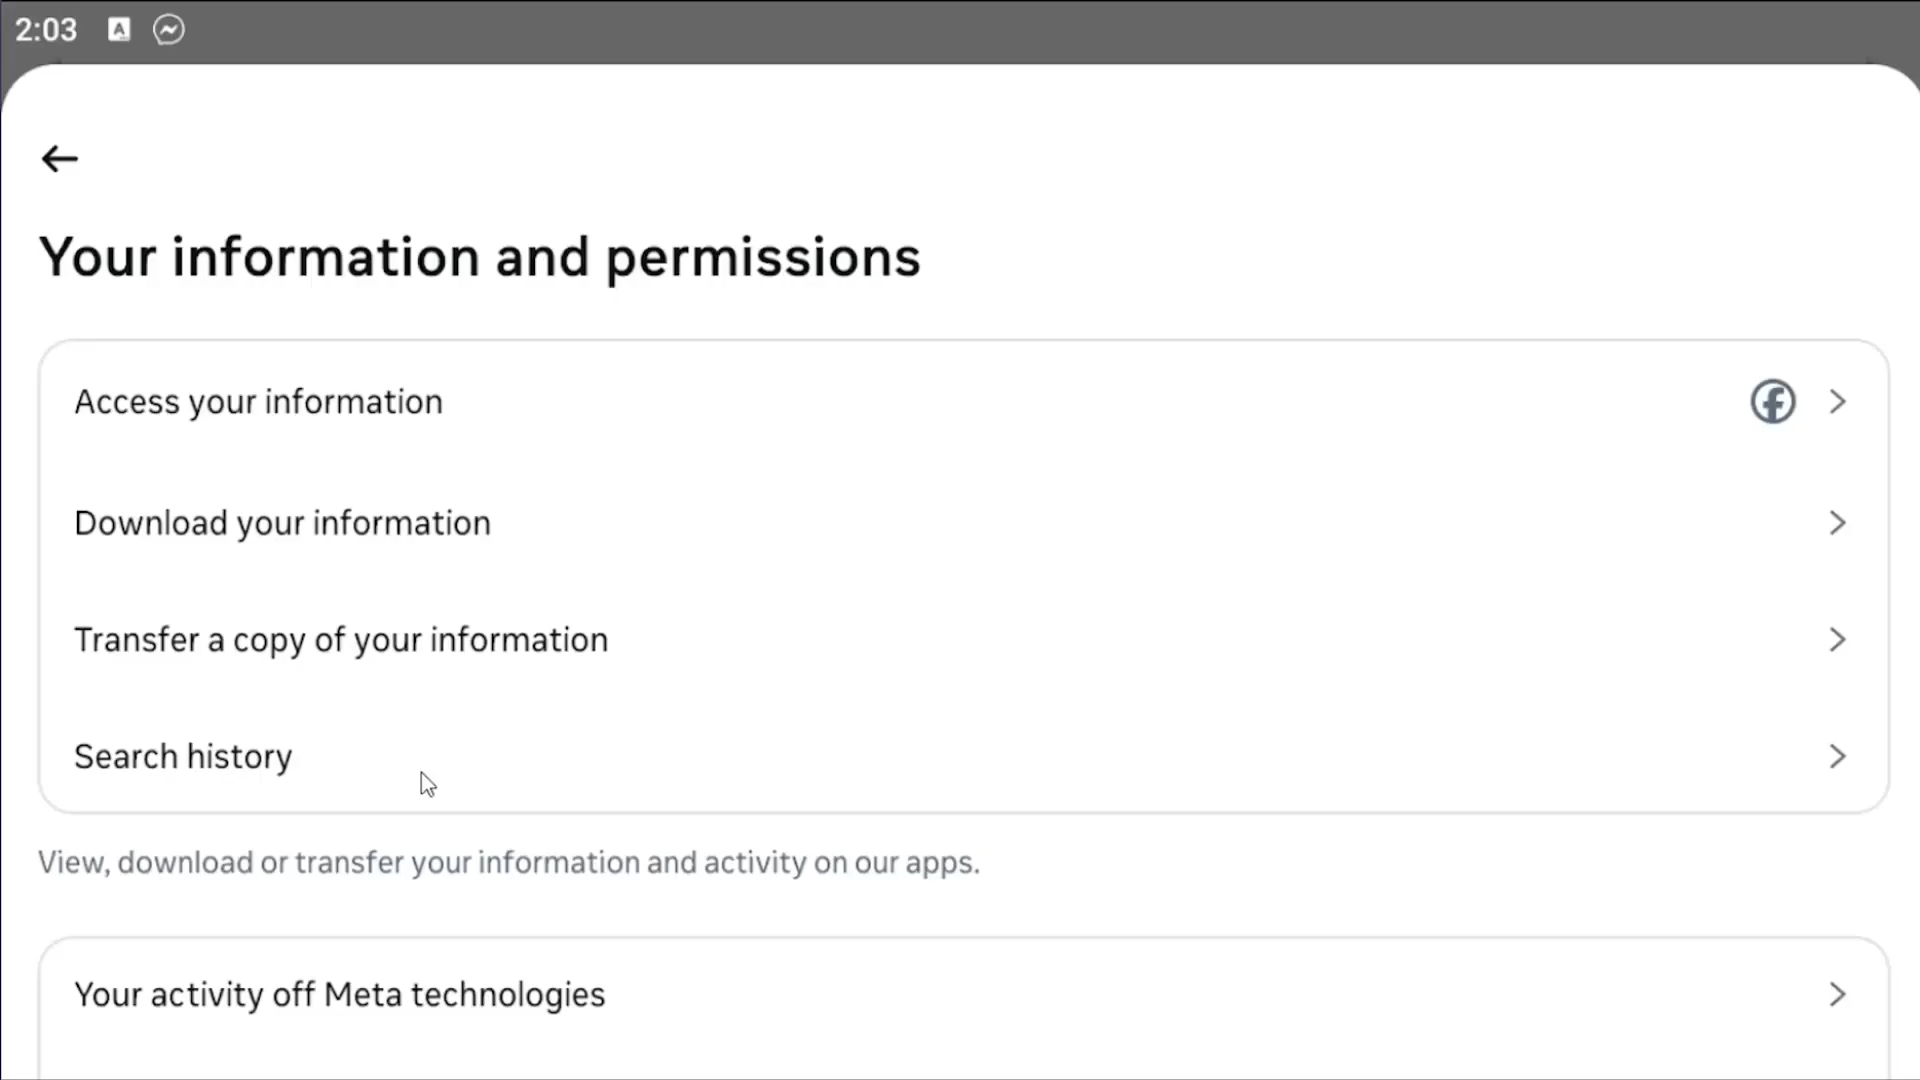 2:03
Your information and permissions
Access your information
Download your information
Transfer a copy of your information
Search history
View, download or transfer your information and activity on our apps.
Your activity off Meta technologies